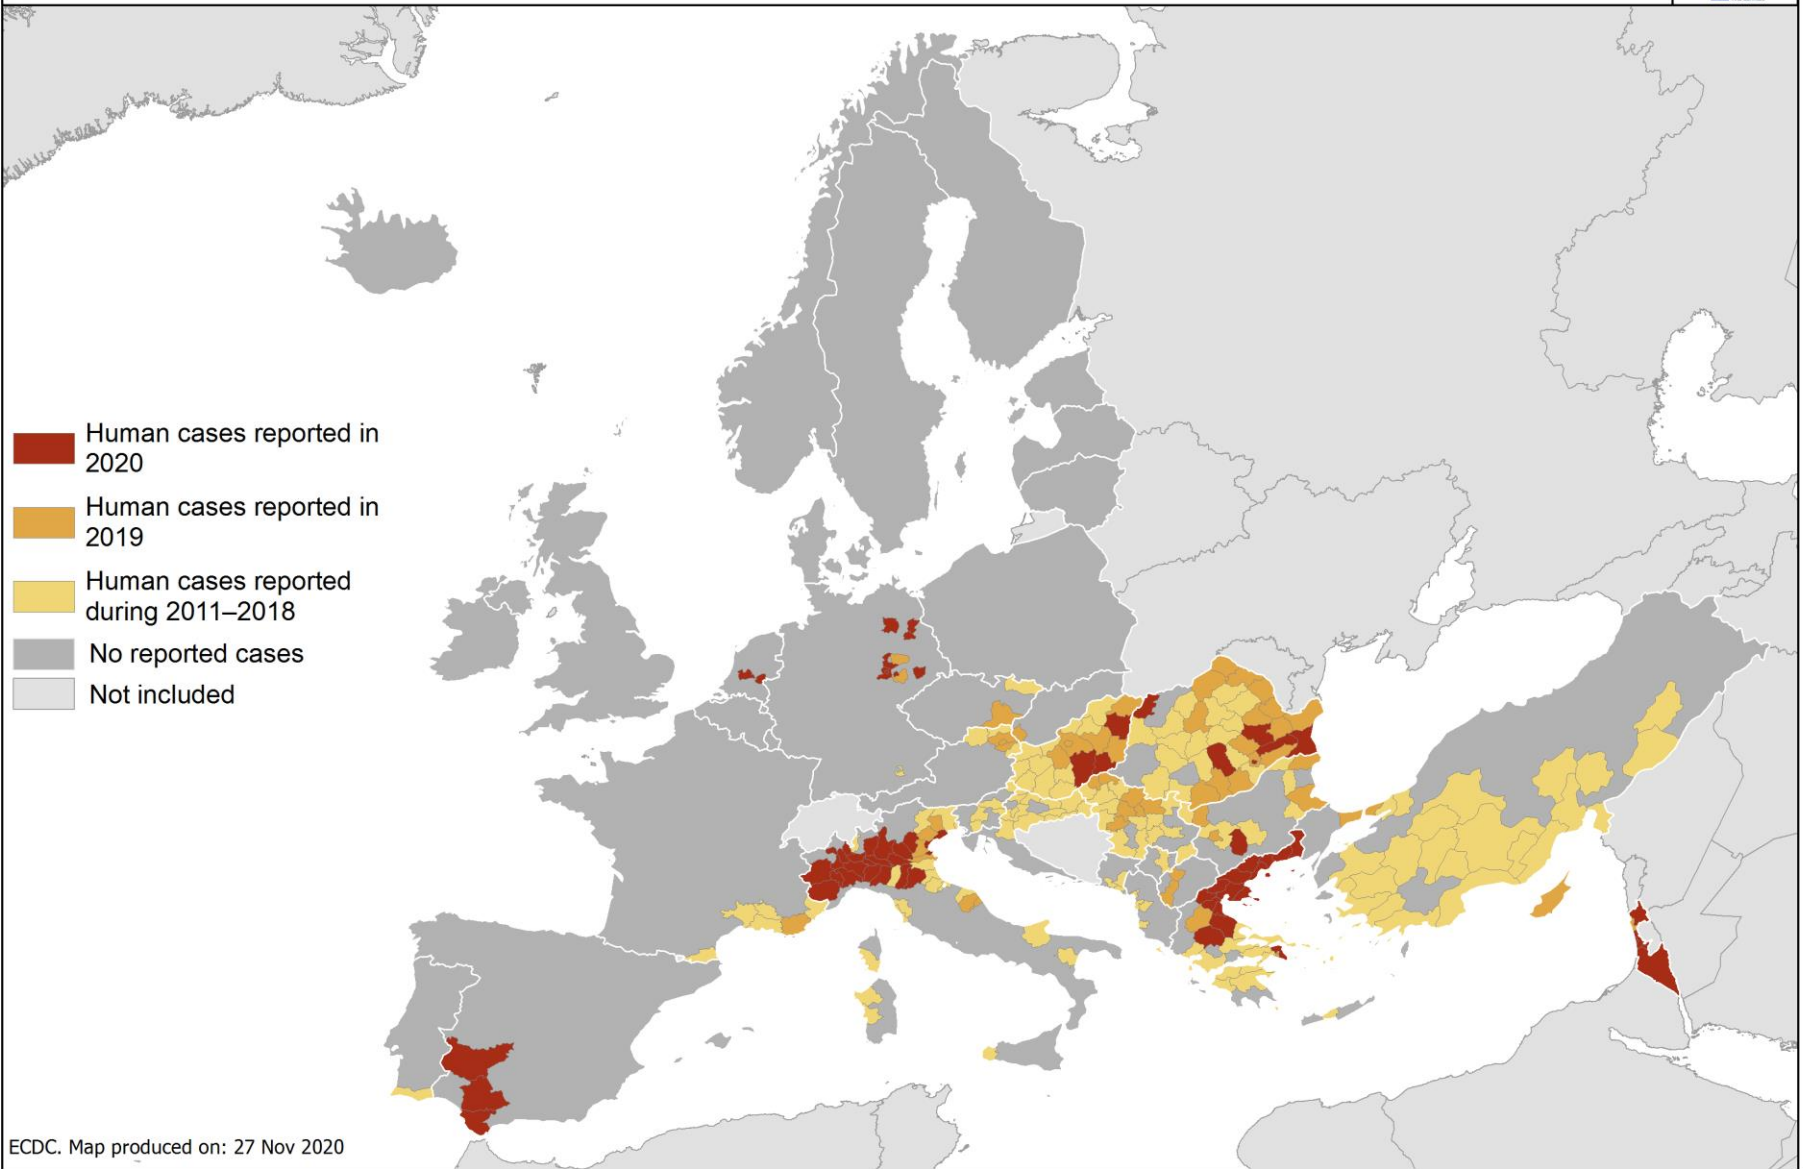 Human cases reported in
2020
Human cases reported in
2019
Human cases reported
during 2011–2018
No reported cases
Not included
ECDC. Map produced on: 27 Nov 2020